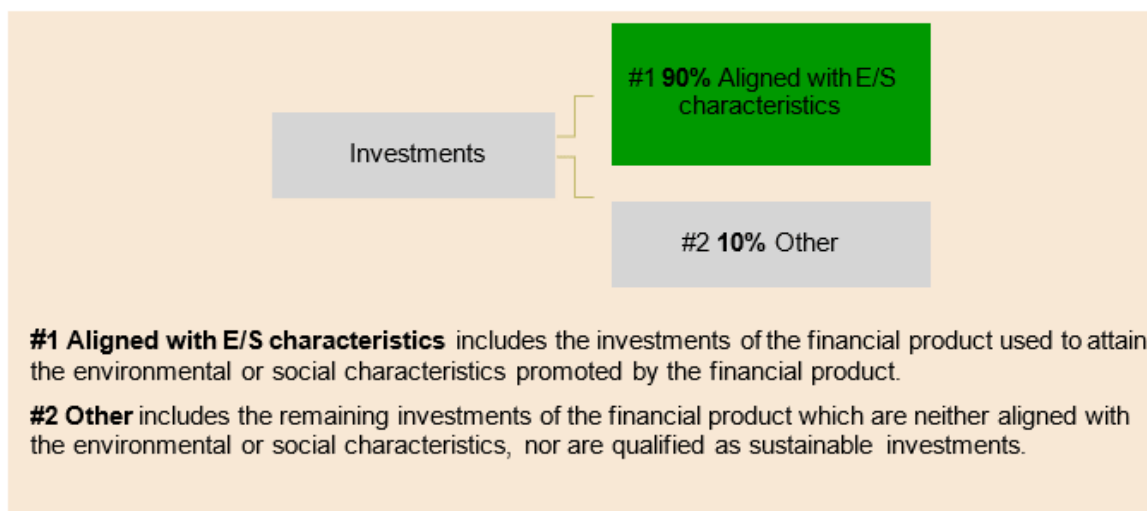 #1 90% Aligned with E/S
characteristics
Investments
#2 10% Other
#1 Aligned with E/S characteristics includes the investments of the financial product used to attain
the environmental or social characteristics promoted by the financial product.
#2 Other includes the remaining investments of the financial product which are neither aligned with
the environmental or social characteristics, nor are qualified as sustainable investments.